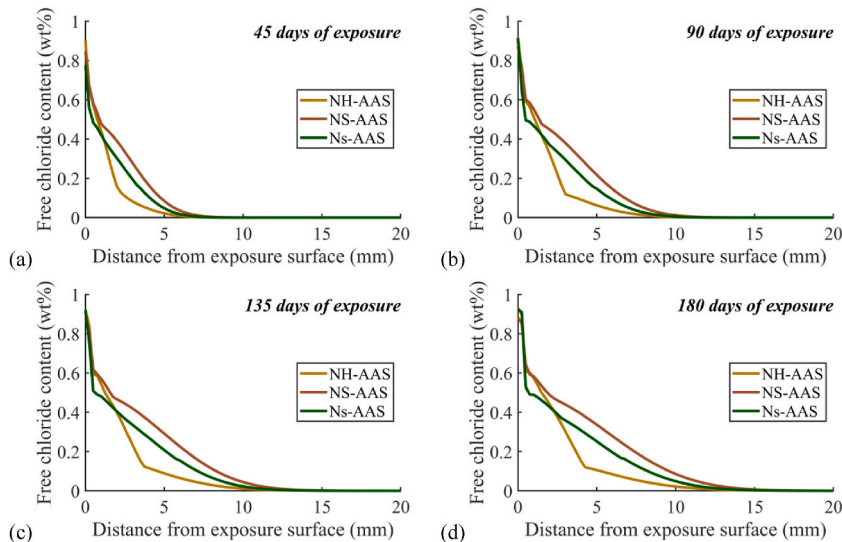 1
0.8
0.6
0.4
0.2
0
0 5 10 15 20
Free chloride content (wt%)
Distance from exposure surface (mm)
45 days of exposure
NH-AAS
NS-AAS
Ns-AAS
(a)
1
0.8
0.6
0.4
0.2
0
0 5 10 15 20
Free chloride content (wt%)
Distance from exposure surface (mm)
90 days of exposure
NH-AAS
NS-AAS
Ns-AAS
(b)
1
0.8
0.6
0.4
0.2
0
0 5 10 15 20
Free chloride content (wt%)
Distance from exposure surface (mm)
135 days of exposure
NH-AAS
NS-AAS
Ns-AAS
(c)
1
0.8
0.6
0.4
0.2
0
0 5 10 15 20
Free chloride content (wt%)
Distance from exposure surface (mm)
180 days of exposure
NH-AAS
NS-AAS
Ns-AAS
(d)